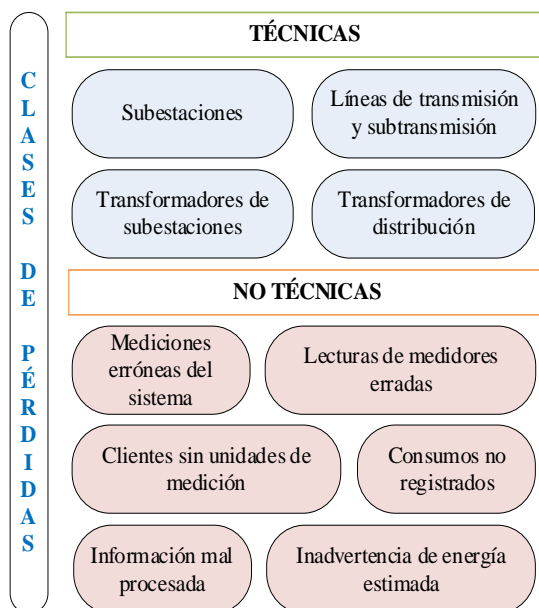 CLASES DE PÉRDIDAS
TÉCNICAS
Subestaciones
Líneas de transmisión
y subtransmisión
Transformadores de
subestaciones
Transformadores de
distribución
NO TÉCNICAS
Mediciones
erróneas del
sistema
Lecturas de medidores
erradas
Clientes sin unidades de
medición
Consumos no
registrados
Información mal
procesada
Inadvertencia de energía
estimada